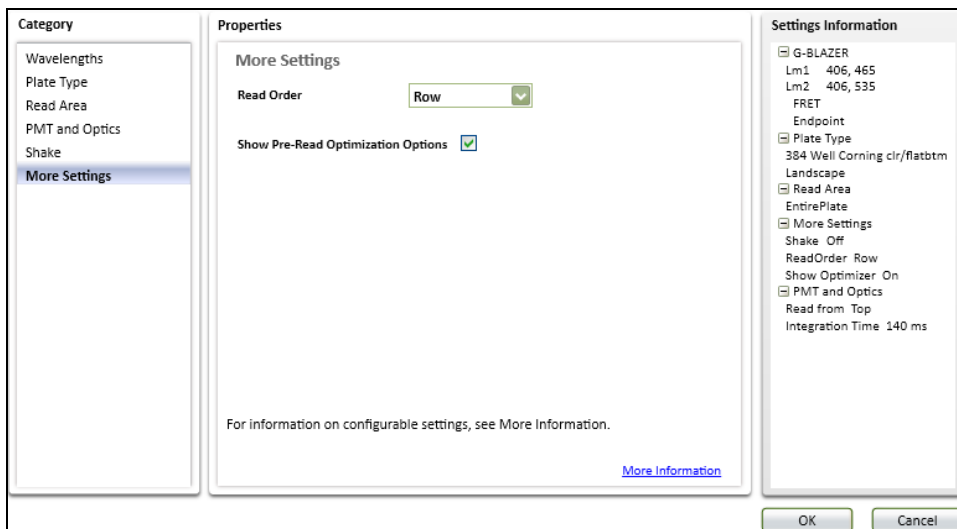 Category
Wavelengths
Plate Type
Read Area
PMT and Optics
Shake
More Settings
Properties
More Settings
Read Order Row
Show Pre-Read Optimization Options
For information on configurable settings, see More Information.
More Information
Settings Information
G-BLAZER
Lm1 406, 465
Lm2 406, 535
FRET
Endpoint
Plate Type
384 Well Corning clr/flatbtm
Landscape
Read Area
EntirePlate
More Settings
Shake Off
ReadOrder Row
Show Optimizer On
PMT and Optics
Read from Top
Integration Time 140 ms
OK Cancel